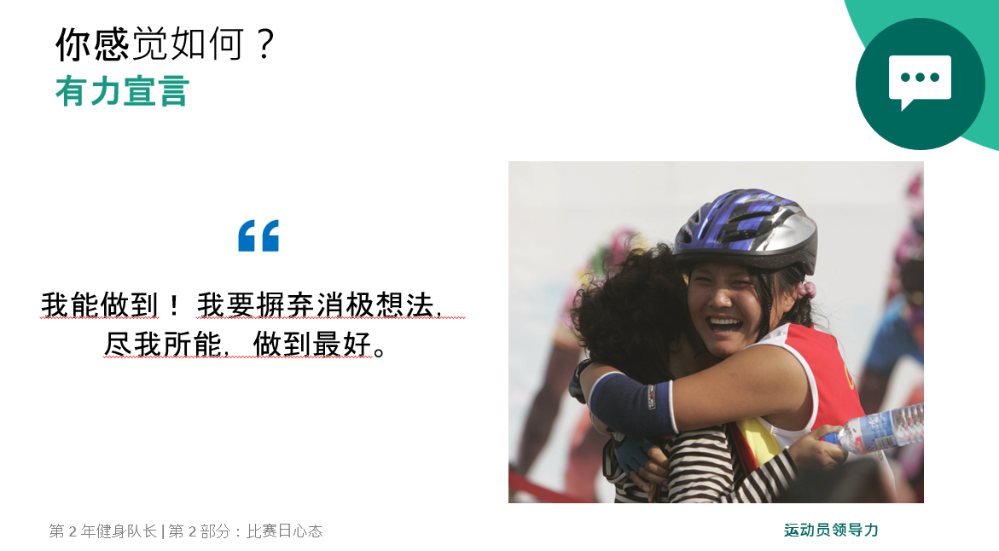 你感觉如何？
有力宣言
“
我能做到！我要摒弃消极想法，
尽我所能，做到最好。
第 2 年健身队长 | 第 2 部分：比赛日心态
运动员领导力